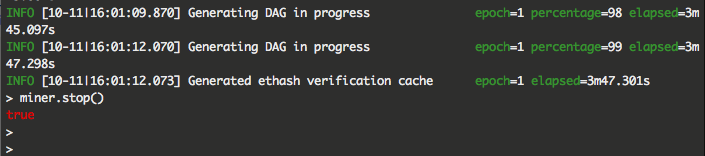 INFO [10-11|16:01:09.870] Generating DAG in progress epoch=1 percentage=98 elapsed=3m
45.097s
INFO [10-11|16:01:12.070] Generating DAG in progress epoch=1 percentage=99 elapsed=3m
47.298s
INFO [10-11|16:01:12.073] Generated ethash verification cache epoch=1 elapsed=3m47.301s
> miner.stop()
true
>
>